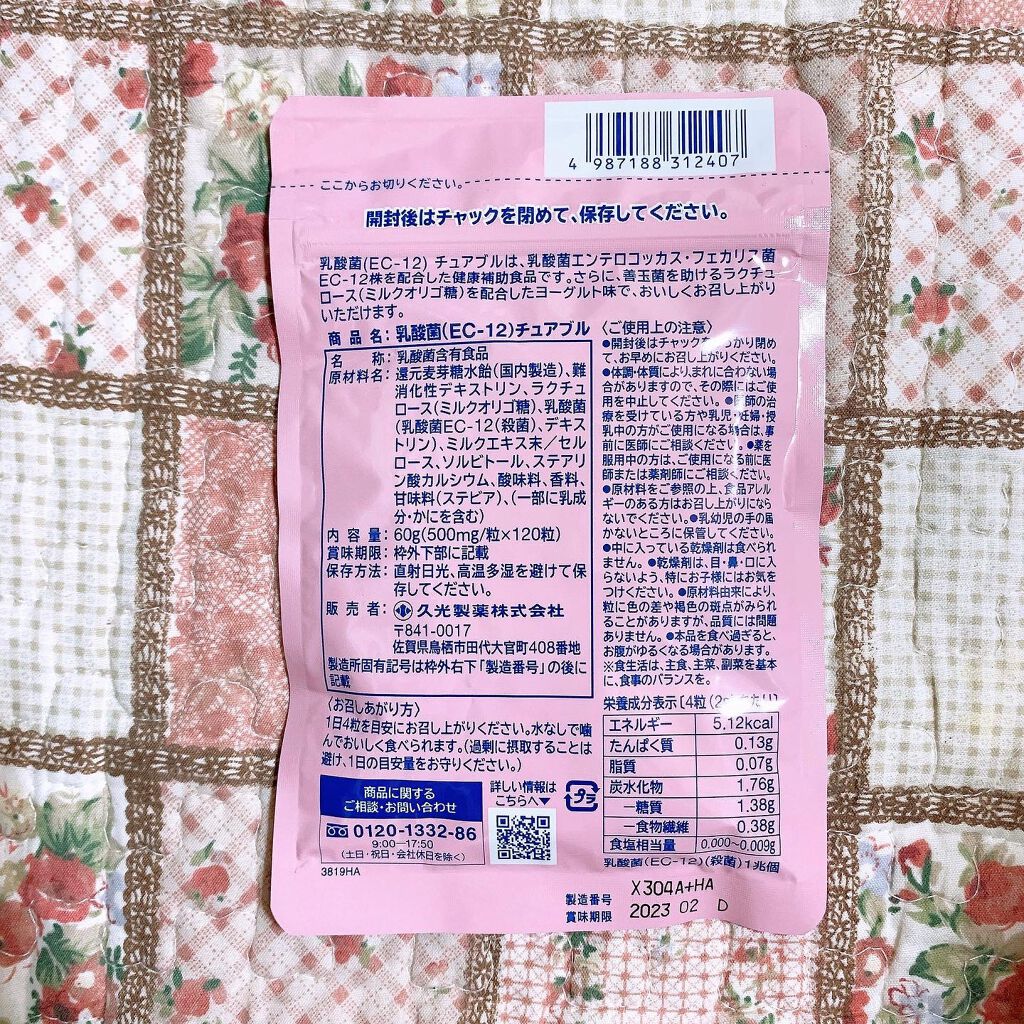 4 987188 312407
ここからお切りください。
開封後はチャックを閉めて、保存してください。
乳酸菌(EC-12) チュアブルは、乳酸菌エンテロコッカス・フェカリス菌
EC-12株を配合した健康補助食品です。さらに、善玉菌を助けるラクチュ
ロース(ミルクオリゴ糖)を配合したヨーグルト味で、おいしくお召し上がり
いただけます。
商品名:乳酸菌(EC-12)チュアブル
名称:乳酸菌含有食品
原材料名:還元麦芽糖水飴(国内製造)、難
消化性デキストリン、ラクチュ
ロース(ミルクオリゴ糖)、乳酸菌
(乳酸菌EC-12(殺菌)、デキス
トリン)、ミルクエキス末/セル
ロース、ソルビトール、ステアリ
ン酸カルシウム、酸味料、香料、
甘味料(ステビア)、(一部に乳成
分・かにを含む)
内容量:60g(500mg/粒×120粒)
賞味期限:枠外下部に記載
保存方法:直射日光、高温多湿を避けて保
存してください。
販売者:久光製薬株式会社
〒841-0017
佐賀県鳥栖市田代大官町408番地
製造所固有記号は枠外右下「製造番号」の後に
記載
〈お召しあがり方〉
1日4粒を目安にお召し上がりください。水なしで噛
んでおいしく食べられます。(過剰に摂取することは
避け、1日の目安量をお守りください。)
商品に関する
ご相談・お問い合わせ
0120-1332-86
9:00―17:50
(土・日・祝日・会社休日を除く)
3819HA
詳しい情報は
こちらへ▼
プラ
〈ご使用上の注意〉
●開封後はチャックを っかり閉め
て、お早めにお召し上がりください。
●体調・体質により、まれに合わない場
合がありますので、その際にはご使
用を中止してください。●医師の治
療を受けている方や乳児・妊婦・授
乳中の方がご使用になる場合は、事
前に医師にご相談ください。●薬を
服用中の方は、ご使用になる前に医
師または薬剤師にご相談ください。
●原材料をご参照の上、食品アレル
ギーのある方はお召し上がりになら
ないでください。●乳幼児の手の届
かないところに保管してください。
●中に入っている乾燥剤は食べられ
ません。●乾燥剤は、目・鼻・口に入
らないよう、特にお子様にはお気を
つけください。●原材料由来により、
粒に色の差や褐色の斑点がみられ
ることがありますが、品質には問題
ありません。●本品を食べ過ぎると、
お腹がゆるくなる場合があります。
※食生活は、主食、主菜、副菜を基本
に、食事のバランスを。
栄養成分表示〔4粒(2g)あたり〕
エネルギー 5.12kcal
たんぱく質 0.13g
脂質 0.07g
炭水化物 1.76g
―糖質 1.38g
―食物繊維 0.38g
食塩相当量 0.000~0.009g
乳酸菌(EC-12)(殺菌)1兆個
製造番号 X304A+HA
賞味期限 2023 02 D